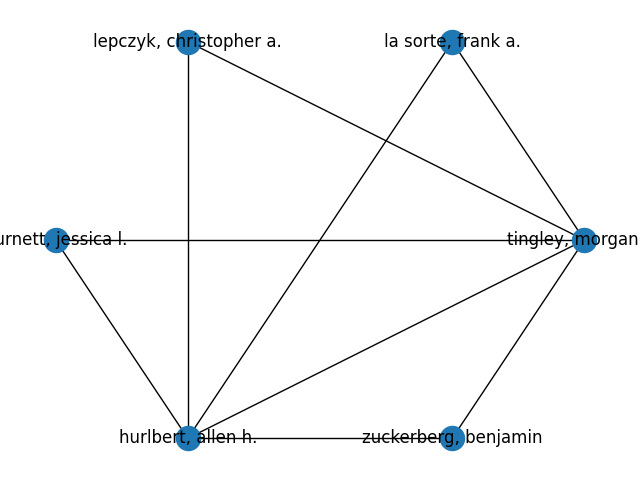 lepczyk, christopher a.
la sorte, frank a.
urnett, jessica l.
tingley, morgan
hurlbert, allen h.
zuckerberg, benjamin